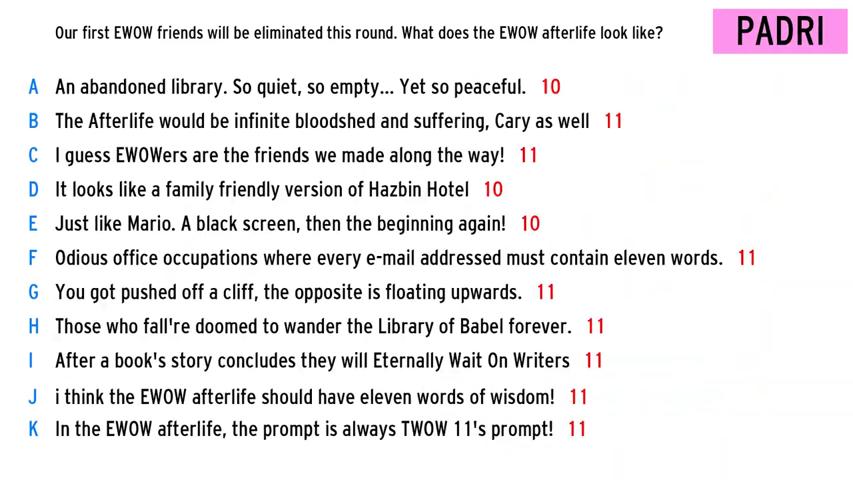 Our first EWOW friends will be eliminated this round. What does the EWOW afterlife look like?
PADRI
A An abandoned library. So quiet, so empty... Yet so peaceful. 10
B The Afterlife would be infinite bloodshed and suffering, Cary as well 11
C I guess EWOWers are the friends we made along the way! 11
D It looks like a family friendly version of Hazbin Hotel 10
E Just like Mario. A black screen, then the beginning again! 10
F Odious office occupations where every e-mail addressed must contain eleven words. 11
G You got pushed off a cliff, the opposite is floating upwards. 11
H Those who fall're doomed to wander the Library of Babel forever. 11
I After a book's story concludes they will Eternally Wait On Writers 11
J i think the EWOW afterlife should have eleven words of wisdom! 11
K In the EWOW afterlife, the prompt is always TWOW 11's prompt! 11